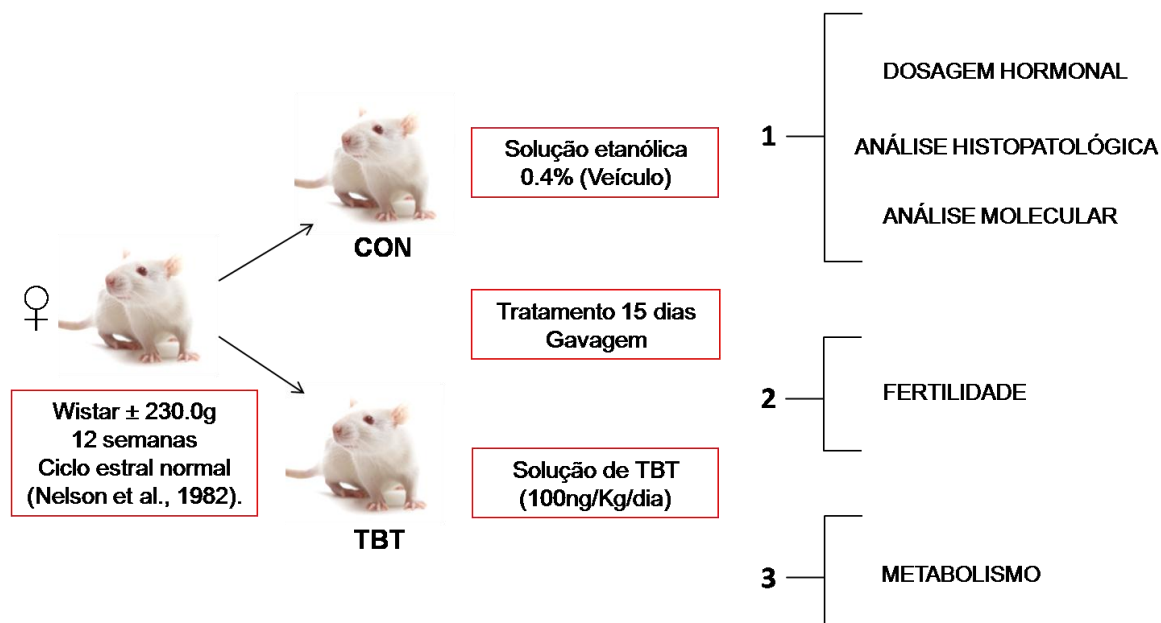 ♀
Wistar ± 230.0g
12 semanas
Ciclo estral normal
(Nelson et al., 1982).
CON
TBT
Solução etanólica
0.4% (Veículo)
Tratamento 15 dias
Gavagem
Solução de TBT
(100ng/Kg/dia)
1
DOSAGEM HORMONAL
ANÁLISE HISTOPATOLÓGICA
ANÁLISE MOLECULAR
2
FERTILIDADE
3
METABOLISMO